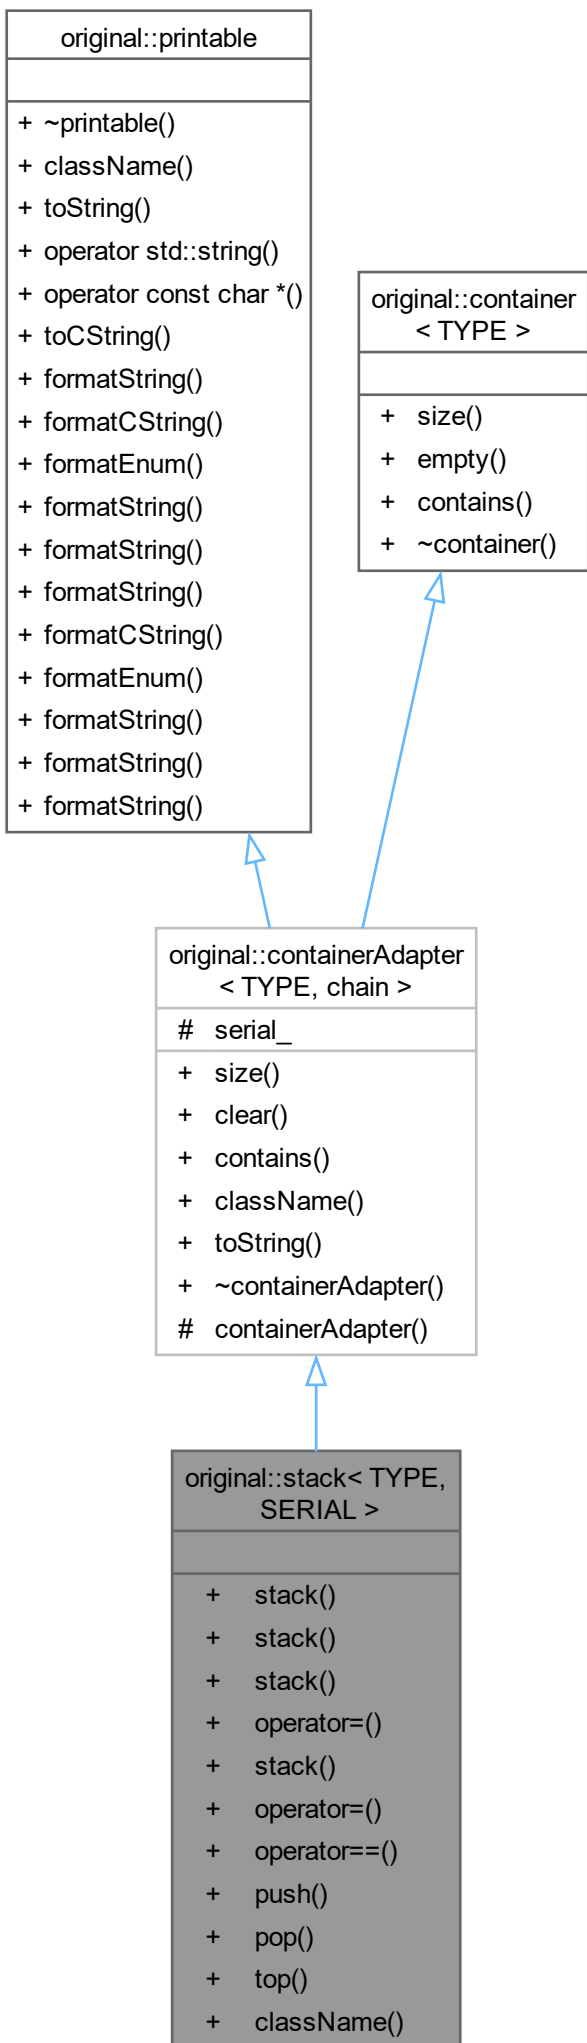 original::printable
+ ~printable()
+ className()
+ toString()
+ operator std::string()
+ operator const char *()
+ toCString()
+ formatString()
+ formatCString()
+ formatEnum()
+ formatString()
+ formatString()
+ formatString()
+ formatCString()
+ formatEnum()
+ formatString()
+ formatString()
+ formatString()
original::container
< TYPE >
+ size()
+ empty()
+ contains()
+ ~container()
original::containerAdapter
< TYPE, chain >
# serial_
+ size()
+ clear()
+ contains()
+ className()
+ toString()
+ ~containerAdapter()
# containerAdapter()
original::stack< TYPE,
SERIAL >
+ stack()
+ stack()
+ stack()
+ operator=()
+ stack()
+ operator=()
+ operator==()
+ push()
+ pop()
+ top()
+ className()